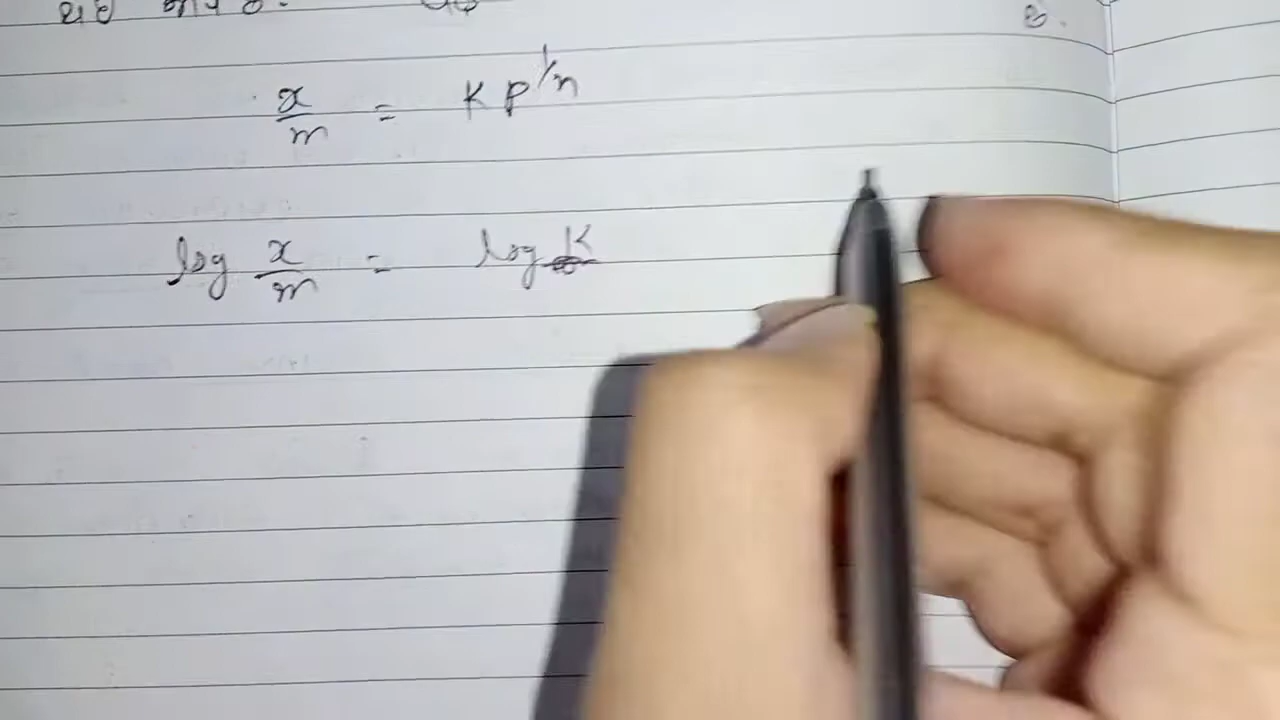 x/m = K P^1/n
log x/m = log K